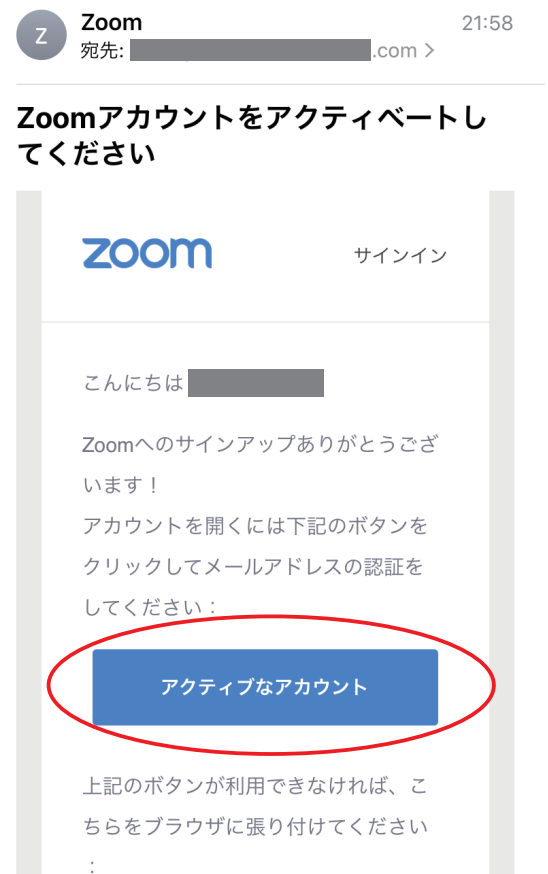 Z
Zoom
21:58
宛先: .com >
Zoomアカウントをアクティベートし
てください
zoom
サインイン
こんにちは
Zoomへのサインアップありがとうござ
います！
アカウントを開くには下記のボタンを
クリックしてメールアドレスの認証を
してください：
アクティブなアカウント
上記のボタンが利用できなければ、こ
ちらをブラウザに張り付けてください
：